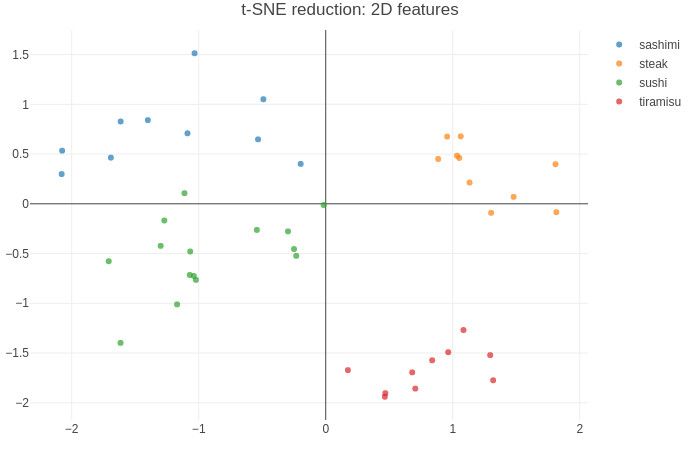 t-SNE reduction: 2D features
1.5
1
0.5
0
−0.5
−1
−1.5
−2
−2
−1
0
1
2
sashimi
steak
sushi
tiramisu